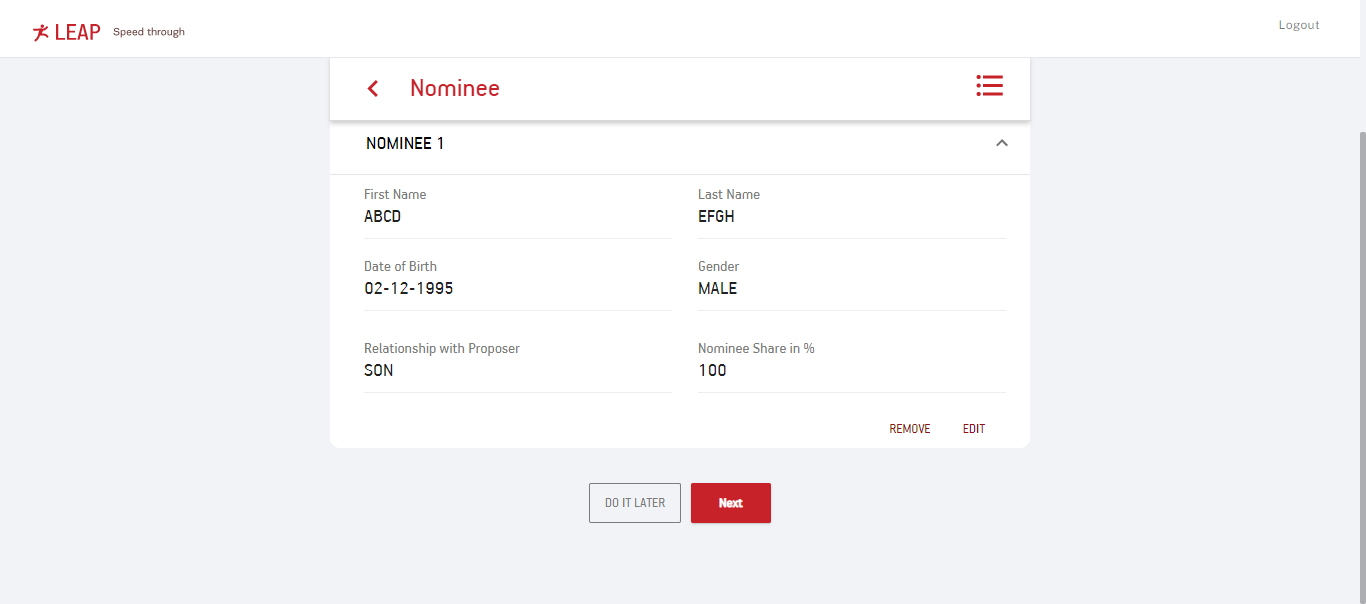 LEAP Speed through
Logout
Nominee
NOMINEE 1
First Name
Last Name
ABCD
EFGH
Date of Birth
Gender
02-12-1995
MALE
Relationship with Proposer
Nominee Share in %
SON
100
REMOVE
EDIT
DO IT LATER
Next